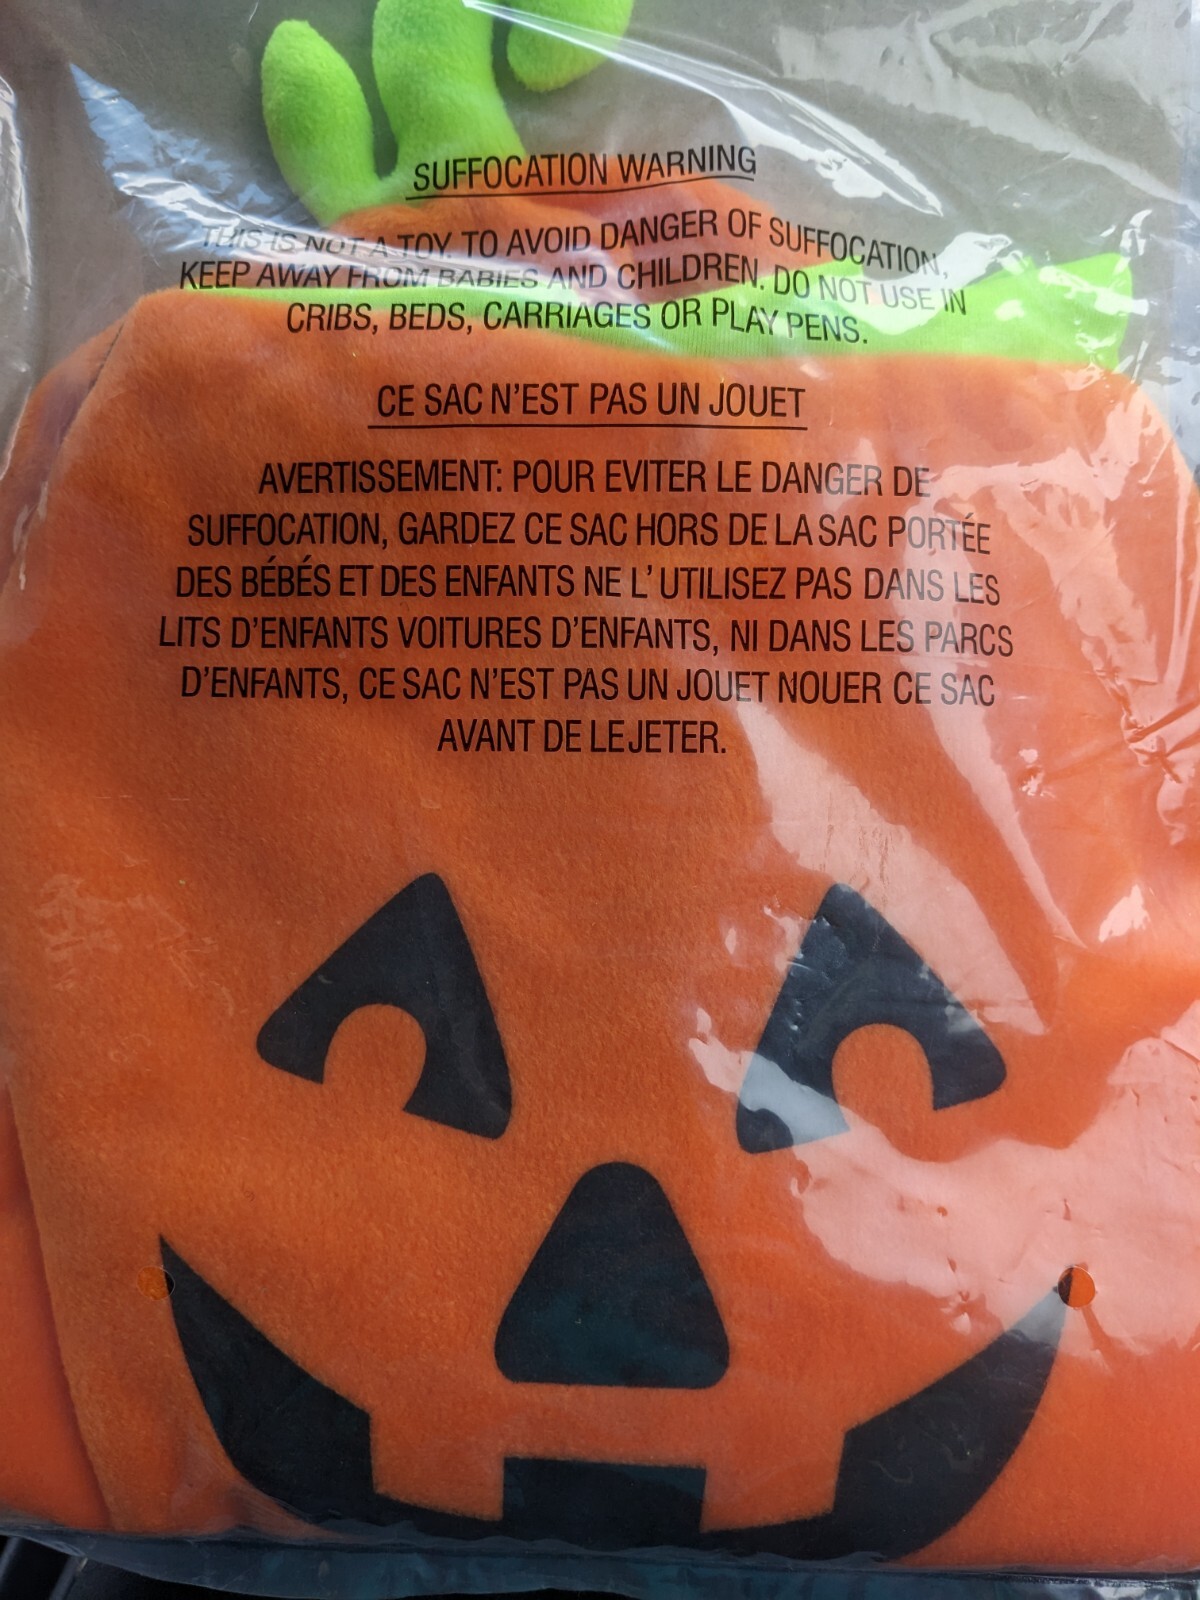 SUFFOCATION WARNING
THIS IS NOT A TOY. TO AVOID DANGER OF SUFFOCATION,
KEEP AWAY FROM BABIES AND CHILDREN. DO NOT USE IN
CRIBS, BEDS, CARRIAGES OR PLAY PENS.
CE SAC N'EST PAS UN JOUET
AVERTISSEMENT: POUR EVITER LE DANGER DE
SUFFOCATION, GARDEZ CE SAC HORS DE LA SAC PORTÉE
DES BÉBÉS ET DES ENFANTS NE L' UTILISEZ PAS DANS LES
LITS D'ENFANTS VOITURES D'ENFANTS, NI DANS LES PARCS
D'ENFANTS, CE SAC N'EST PAS UN JOUET NOUER CE SAC
AVANT DE LE JETER.